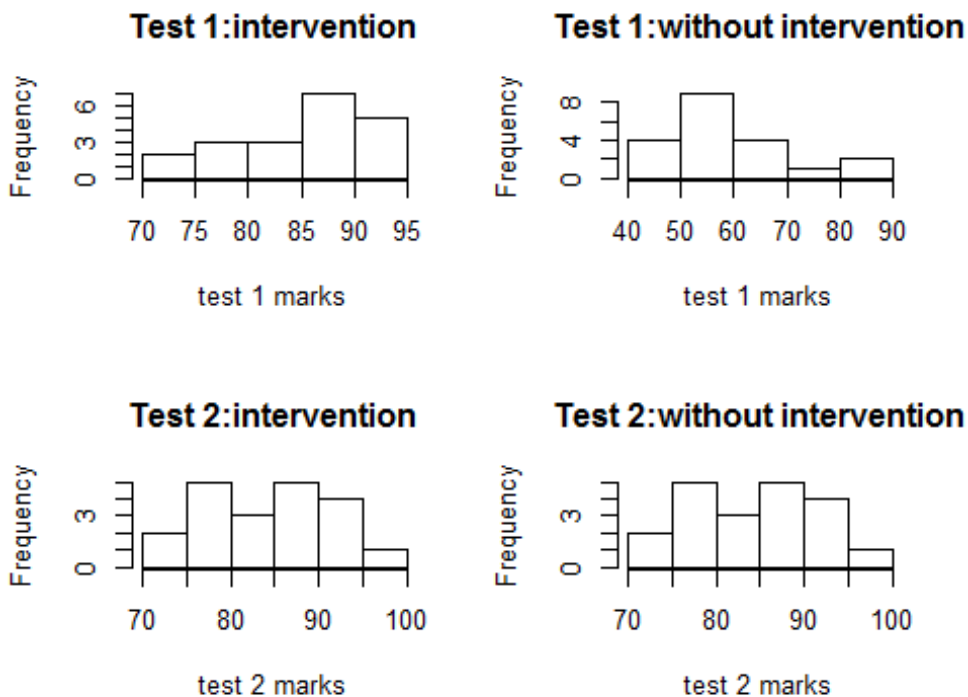 Test 1:intervention
Frequency
0 3 6
70 75 80 85 90 95
test 1 marks
Test 1:without intervention
Frequency
0 4 8
40 50 60 70 80 90
test 1 marks
Test 2:intervention
Frequency
0 3
70 80 90 100
test 2 marks
Test 2:without intervention
Frequency
0 3
70 80 90 100
test 2 marks